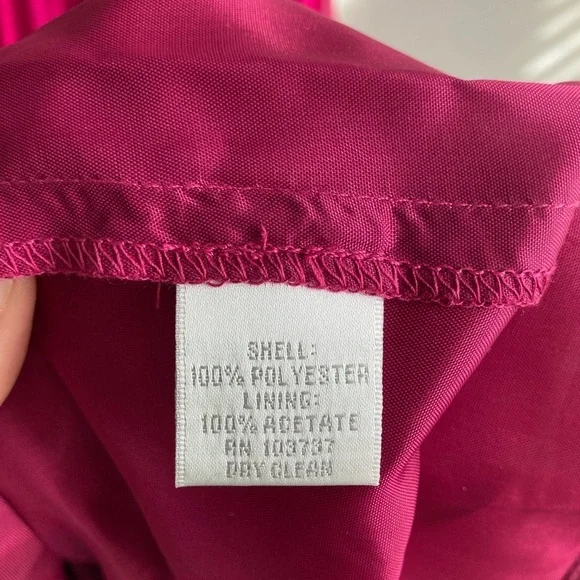 SHELL:
100% POLYESTER
LINING:
100% ACETATE
RN 103737
DRY CLEAN